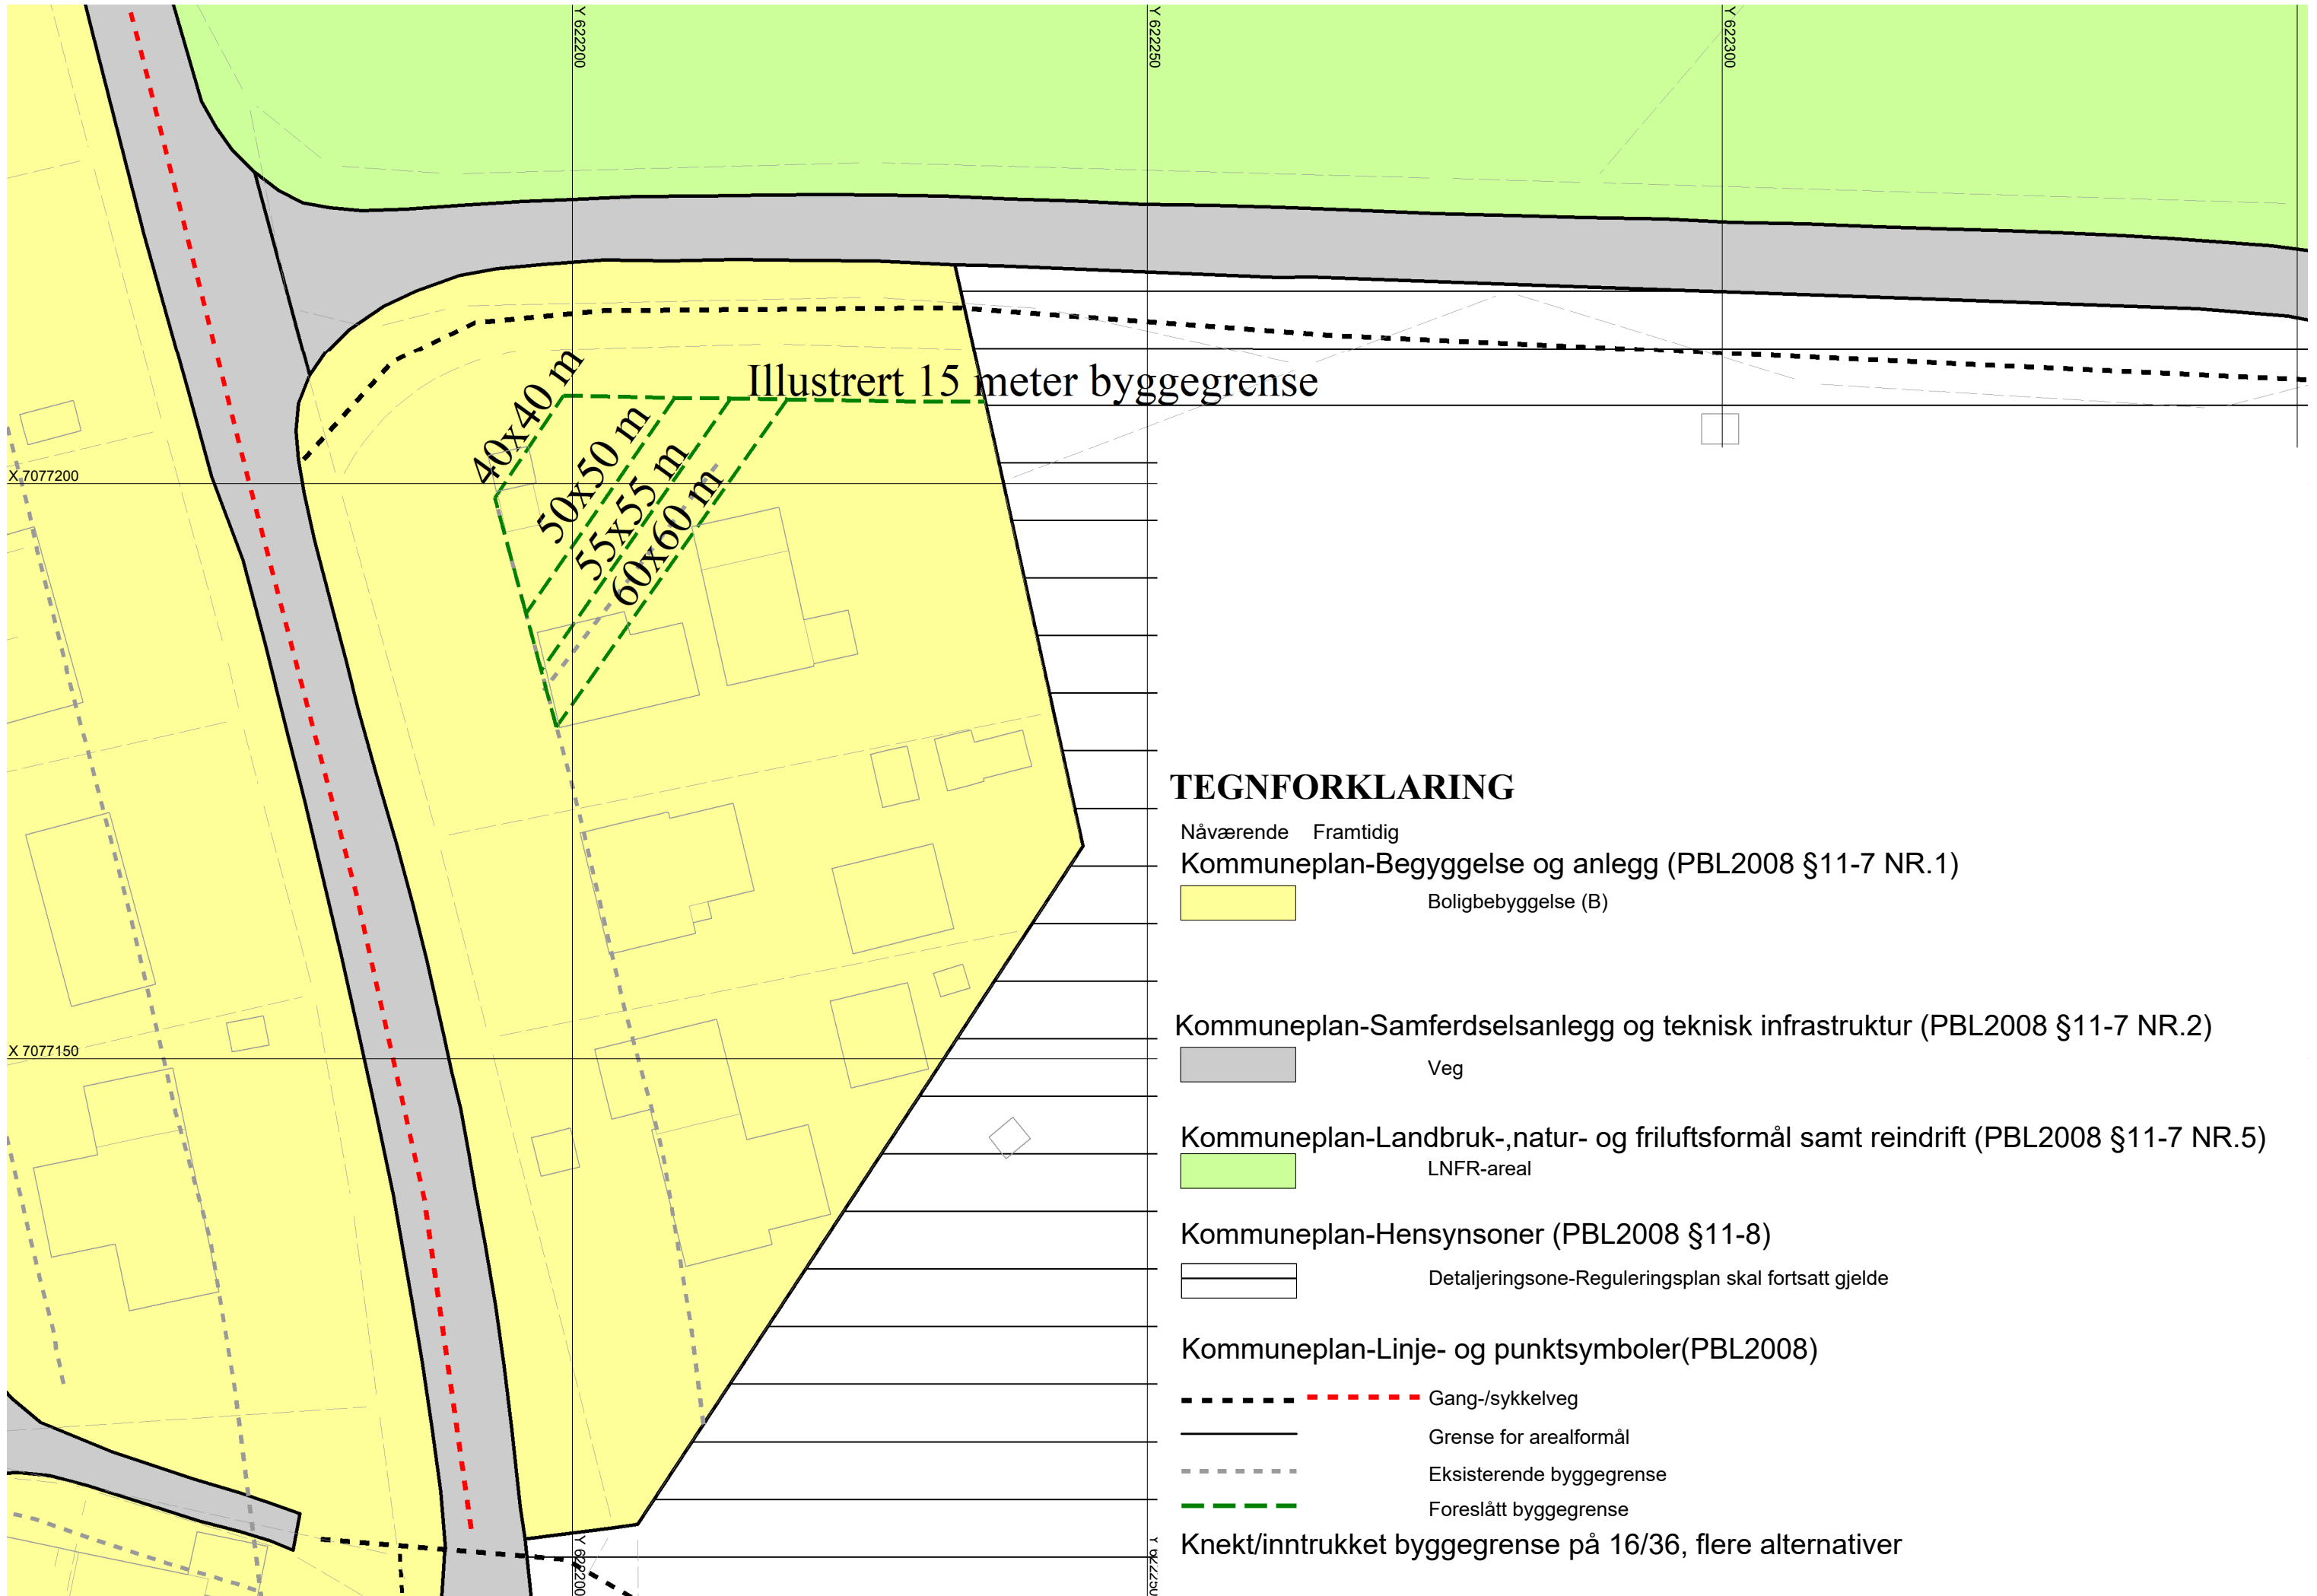 Y 622200
Y 622250
Y 622300
Illustrert 15 meter byggegrense
40x40 m
50x50 m
55x55 m
60x60 m
X 7077200
TEGNFORKLARING
Nåværende Framtidig
Kommuneplan-Begyggelse og anlegg (PBL2008 §11-7 NR.1)
Boligbebyggelse (B)
Kommuneplan-Samferdselsanlegg og teknisk infrastruktur (PBL2008 §11-7 NR.2)
X 7077150
Veg
Kommuneplan-Landbruk-,natur- og friluftsformål samt reindrift (PBL2008 §11-7 NR.5)
LNFR-areal
Kommuneplan-Hensynsoner (PBL2008 §11-8)
Detaljeringsone-Reguleringsplan skal fortsatt gjelde
Kommuneplan-Linje- og punktsymboler(PBL2008)
Gang-/sykkelveg
Grense for arealformål
Eksisterende byggegrense
Foreslått byggegrense
Knekt/inntrukket byggegrense på 16/36, flere alternativer
Y 622200
Y 622250